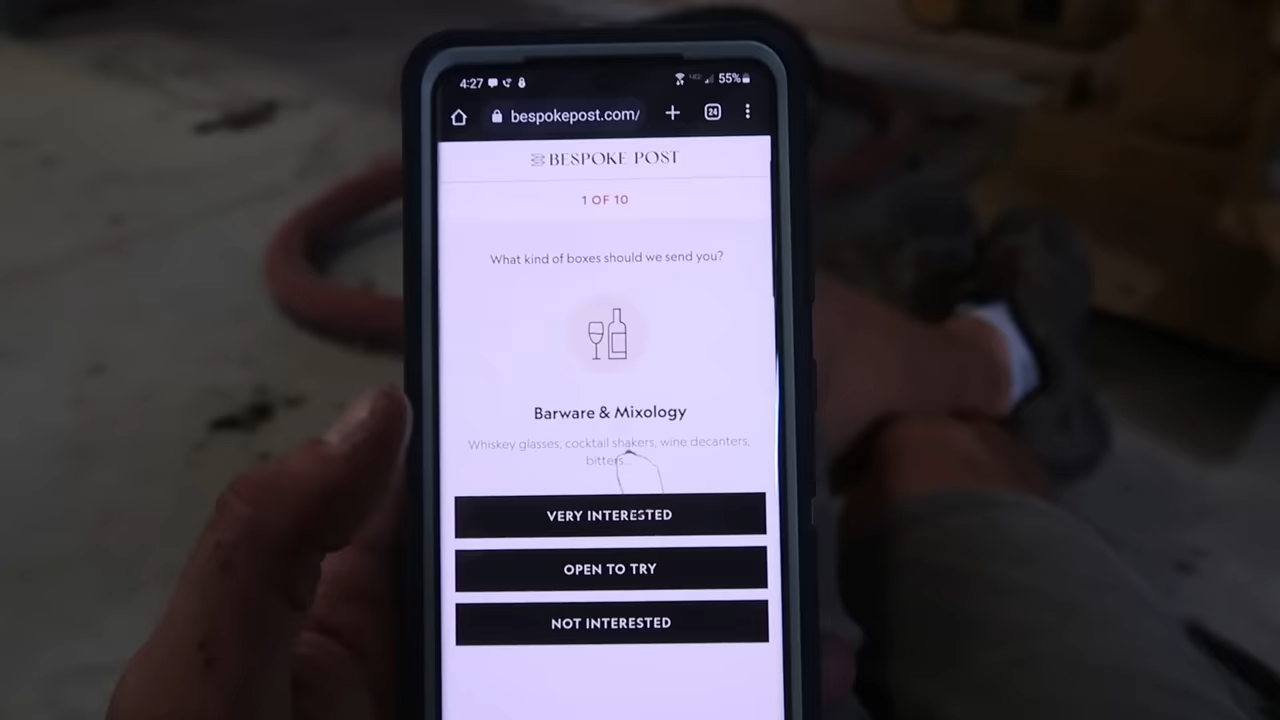 4:27 55%
bespokepost.com/ 24
BESPOKE POST
1 OF 10
What kind of boxes should we send you?
Barware & Mixology
Whiskey glasses, cocktail shakers, wine decanters,
bitters...
VERY INTERESTED
OPEN TO TRY
NOT INTERESTED